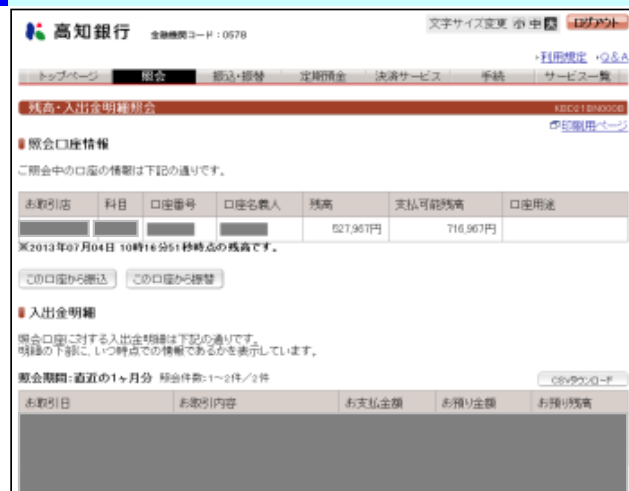 高知銀行 金融機関コード:0578
文字サイズ変更 小 中 大 ログアウト
利用規定 Q&A
トップページ 照会 振込・振替 定期預金 決済サービス 手続 サービス一覧
残高・入出金明細照会
印刷用ページ
照会口座情報
ご照会中の口座の情報は下記の通りです。
お取引店 科目 口座番号 口座名義人 残高 支払可能残高 口座用途
527,967円 716,967円
※2013年07月04日 10時16分51秒時点の残高です。
この口座から振込 この口座から振替
入出金明細
照会口座に対する入出金明細は下記の通りです。
明細の下部に、いつ時点での情報であるかを表示しています。
照会期間:直近の1ヶ月分 照会件数:1~2件/2件
CSVダウンロード
お取引日 お取引内容 お支払金額 お預り金額 お預り残高